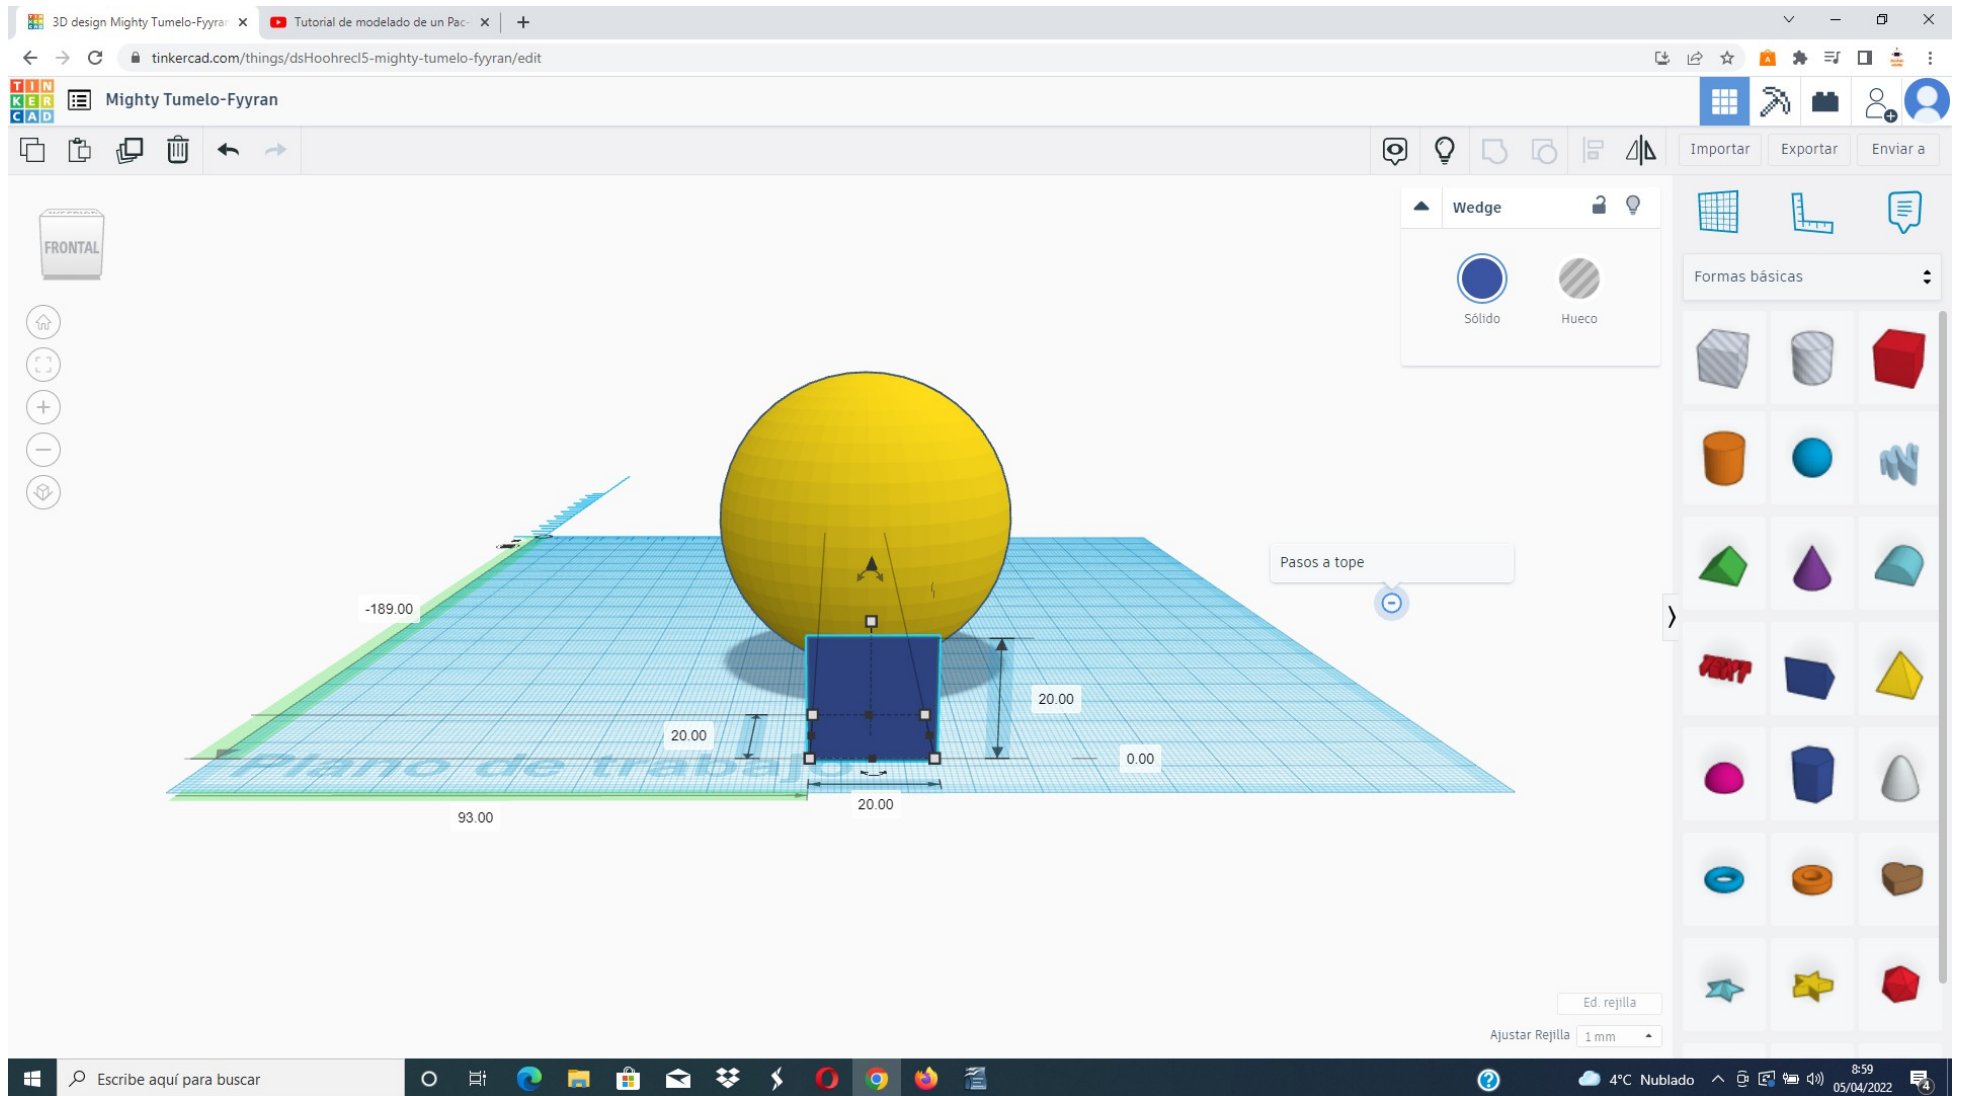 3D design Mighty Tumelo-Fyyran
Tutorial de modelado de un Pac-
tinkercad.com/things/dsHoohrecl5-mighty-tumelo-fyyran/edit
TIN
KER
CAD
Mighty Tumelo-Fyyran
Importar
Exportar
Enviar a
FRONTAL
Wedge
Sólido
Hueco
Formas básicas
TEXT
Pasos a tope
-189.00
20.00
20.00
0.00
Plano de trabajo
20.00
93.00
Ed. rejilla
Ajustar Rejilla
1 mm
Escribe aquí para buscar
4°C Nublado
8:59
05/04/2022
4